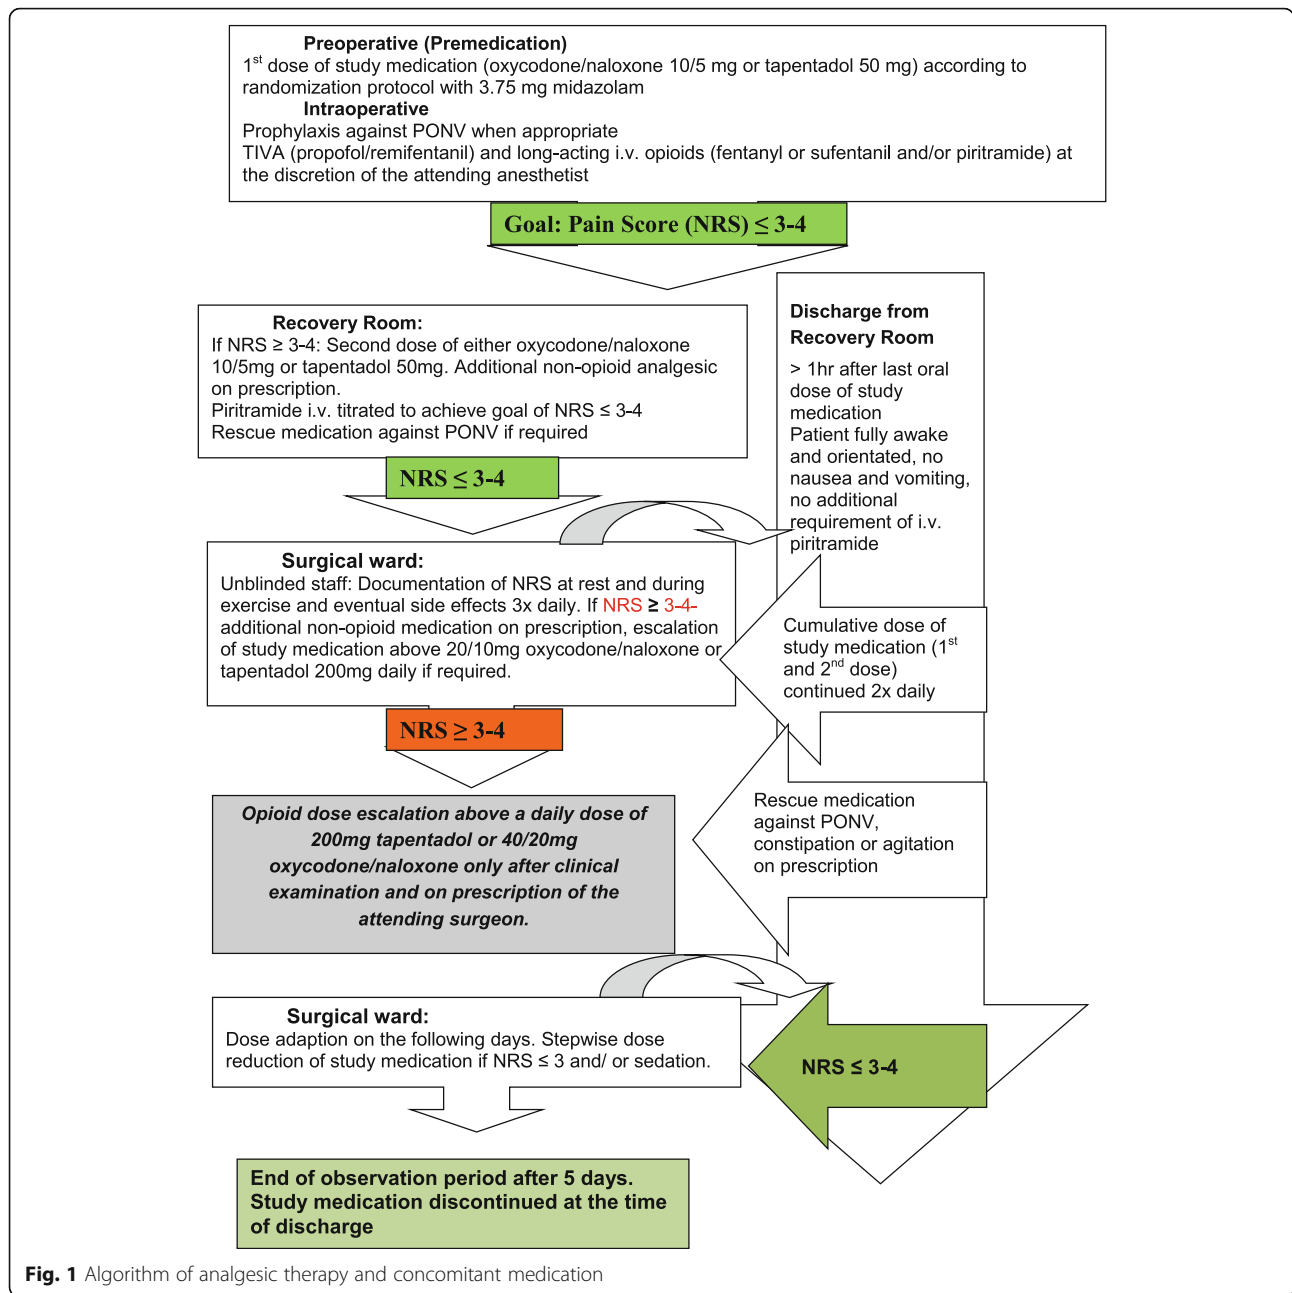 Preoperative (Premedication)
1st dose of study medication (oxycodone/naloxone 10/5 mg or tapentadol 50 mg) according to
randomization protocol with 3.75 mg midazolam
Intraoperative
Prophylaxis against PONV when appropriate
TIVA (propofol/remifentanil) and long-acting i.v. opioids (fentanyl or sufentanil and/or piritramide) at
the discretion of the attending anesthetist
Goal: Pain Score (NRS) ≤ 3-4
Recovery Room:
If NRS ≥ 3-4: Second dose of either oxycodone/naloxone
10/5mg or tapentadol 50mg. Additional non-opioid analgesic
on prescription.
Piritramide i.v. titrated to achieve goal of NRS ≤ 3-4
Rescue medication against PONV if required
NRS ≤ 3-4
Discharge from
Recovery Room
> 1hr after last oral
dose of study
medication
Patient fully awake
and orientated, no
nausea and vomiting,
no additional
requirement of i.v.
piritramide
Surgical ward:
Unblinded staff: Documentation of NRS at rest and during
exercise and eventual side effects 3x daily. If NRS ≥ 3-4-
additional non-opioid medication on prescription, escalation
of study medication above 20/10mg oxycodone/naloxone or
tapentadol 200mg daily if required.
Cumulative dose of
study medication (1st
and 2nd dose)
continued 2x daily
NRS ≥ 3-4
Opioid dose escalation above a daily dose of
200mg tapentadol or 40/20mg
oxycodone/naloxone only after clinical
examination and on prescription of the
attending surgeon.
Rescue medication
against PONV,
constipation or agitation
on prescription
Surgical ward:
Dose adaption on the following days. Stepwise dose
reduction of study medication if NRS ≤ 3 and/ or sedation.
NRS ≤ 3-4
End of observation period after 5 days.
Study medication discontinued at the time
of discharge
Fig. 1 Algorithm of analgesic therapy and concomitant medication